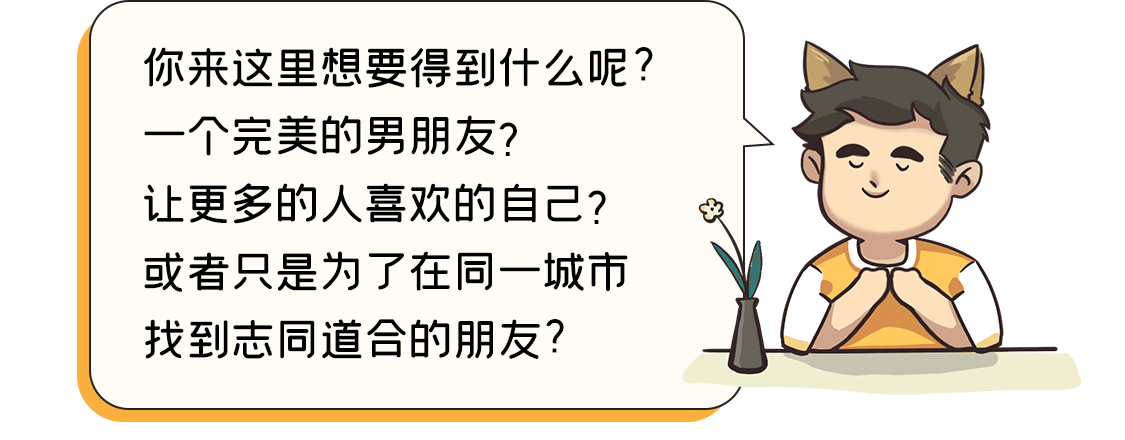 你来这里想要得到什么呢？
一个完美的男朋友？
让更多的人喜欢的自己？
或者只是为了在同一城市
找到志同道合的朋友？